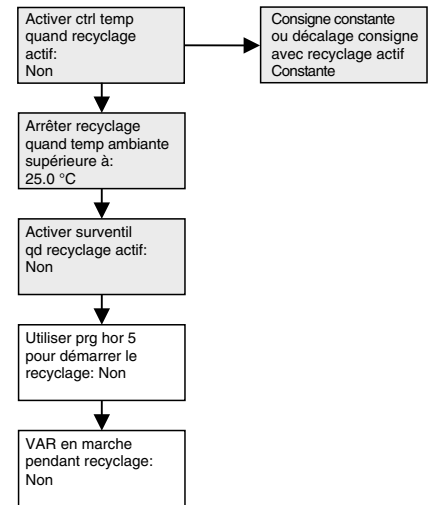 Activer ctrl temp
quand recyclage
actif:
Non
Consigne constante
ou décalage consigne
avec recyclage actif
Constante
Arrêter recyclage
quand temp ambiante
supérieure à:
25.0 °C
Activer surventil
qd recyclage actif:
Non
Utiliser prg hor 5
pour démarrer le
recyclage: Non
VAR en marche
pendant recyclage:
Non